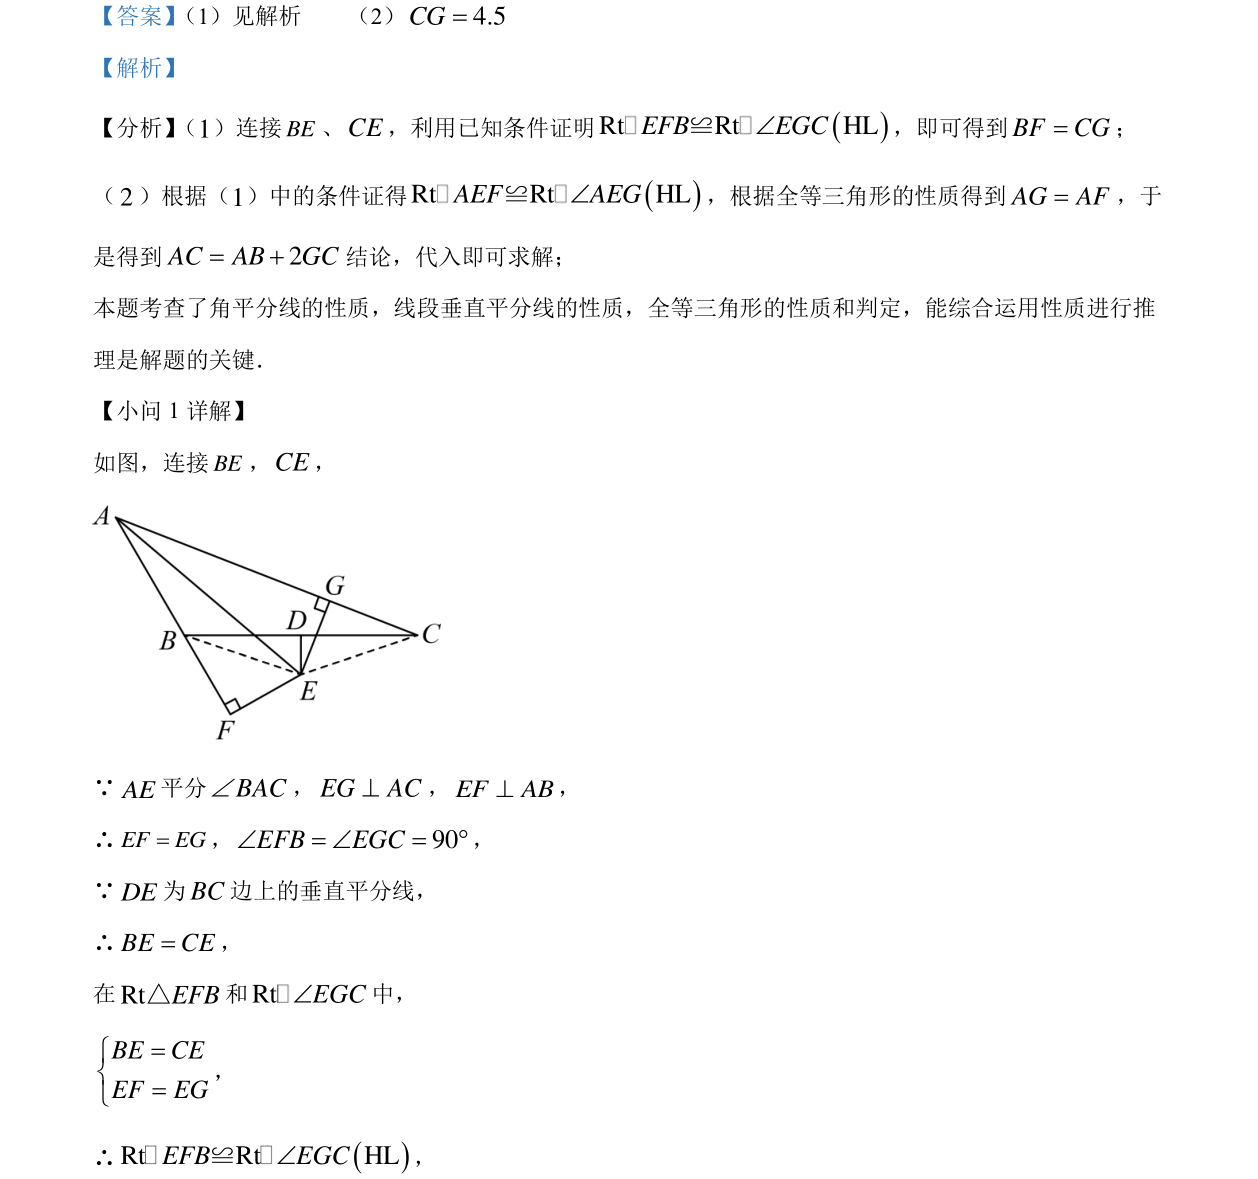 【答案】（1）见解析　　（2）CG = 4.5
【解析】
【分析】（1）连接 BE 、 CE ，利用已知条件证明 Rt□ EFB≌Rt□ ∠EGC(HL)，即可得到 BF = CG ；
（2）根据（1）中的条件证得 Rt□ AEF≌Rt□ ∠AEG(HL)，根据全等三角形的性质得到 AG = AF ，于
是得到 AC = AB + 2GC 结论，代入即可求解；
本题考查了角平分线的性质，线段垂直平分线的性质，全等三角形的性质和判定，能综合运用性质进行推
理是解题的关键．
【小问 1 详解】
如图，连接 BE ， CE ，
A
G
D
B
C
E
F
∵ AE 平分 ∠BAC ， EG ⊥ AC ， EF ⊥ AB ，
∴ EF = EG ， ∠EFB = ∠EGC = 90° ，
∵ DE 为 BC 边上的垂直平分线，
∴ BE = CE ，
在 Rt△EFB 和 Rt□ ∠EGC 中，
{BE = CE
EF = EG ，
∴ Rt□ EFB≌Rt□ ∠EGC(HL)，